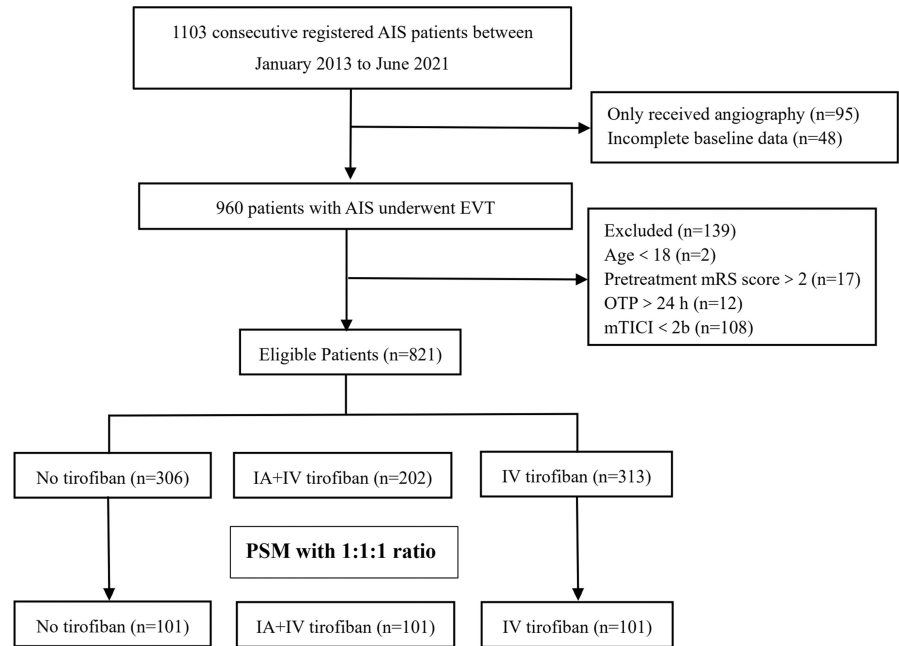 1103 consecutive registered AIS patients between
January 2013 to June 2021
Only received angiography (n=95)
Incomplete baseline data (n=48)
960 patients with AIS underwent EVT
Excluded (n=139)
Age < 18 (n=2)
Pretreatment mRS score > 2 (n=17)
OTP > 24 h (n=12)
mTICI < 2b (n=108)
Eligible Patients (n=821)
No tirofiban (n=306)
IA+IV tirofiban (n=202)
IV tirofiban (n=313)
PSM with 1:1:1 ratio
No tirofiban (n=101)
IA+IV tirofiban (n=101)
IV tirofiban (n=101)